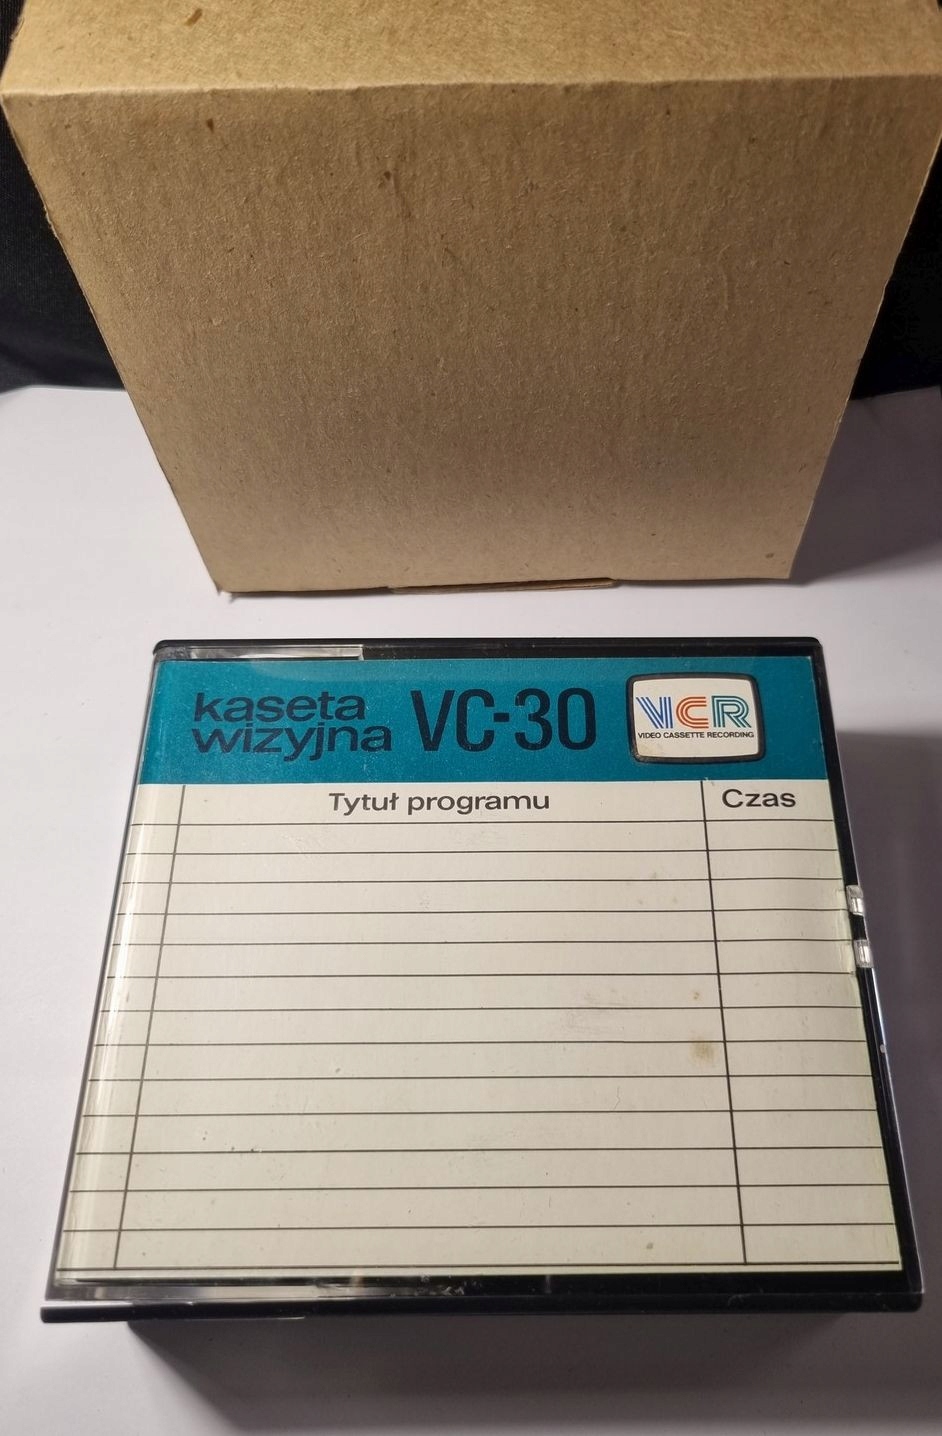 kaseta
wizyjna
VC-30
VCR
VIDEO CASSETTE RECORDING
Tytuł programu
Czas